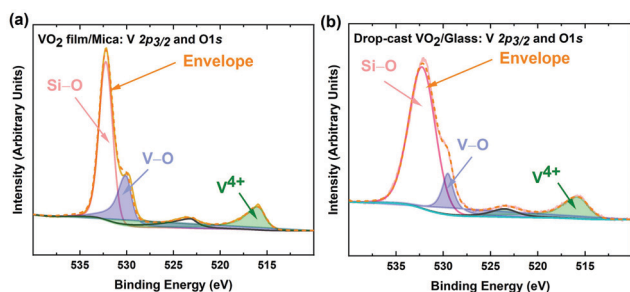 (a)
VO2 film/Mica: V 2p3/2 and O1s
Envelope
Si–O
V–O
V4+
Intensity (Arbitrary Units)
535 530 525 520 515
Binding Energy (eV)
(b)
Drop-cast VO2/Glass: V 2p3/2 and O1s
Envelope
Si–O
V–O
V4+
Intensity (Arbitrary Units)
535 530 525 520 515
Binding Energy (eV)